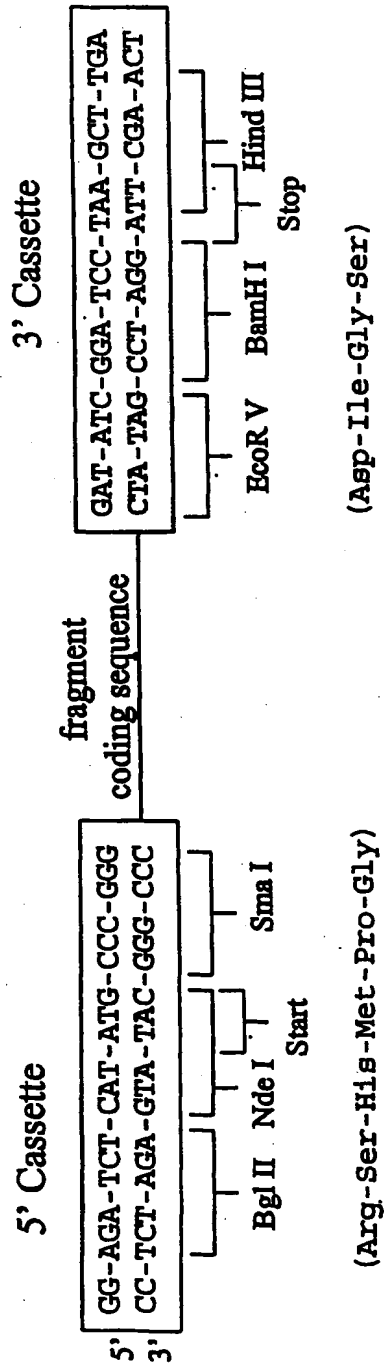 5' Cassette
5' GG-AGA-TCT-CAT-ATG-CCC-GGG
3' CC-TCT-AGA-GTA-TAC-GGG-CCC
Bgl II Nde I Sma I
Start
(Arg-Ser-His-Met-Pro-Gly)
fragment
coding sequence
3' Cassette
GAT-ATC-GGA-TCC-TAA-GCT-TGA
CTA-TAG-CCT-AGG-ATT-CGA-ACT
EcoR V BamH I Hind III
Stop
(Asp-Ile-Gly-Ser)